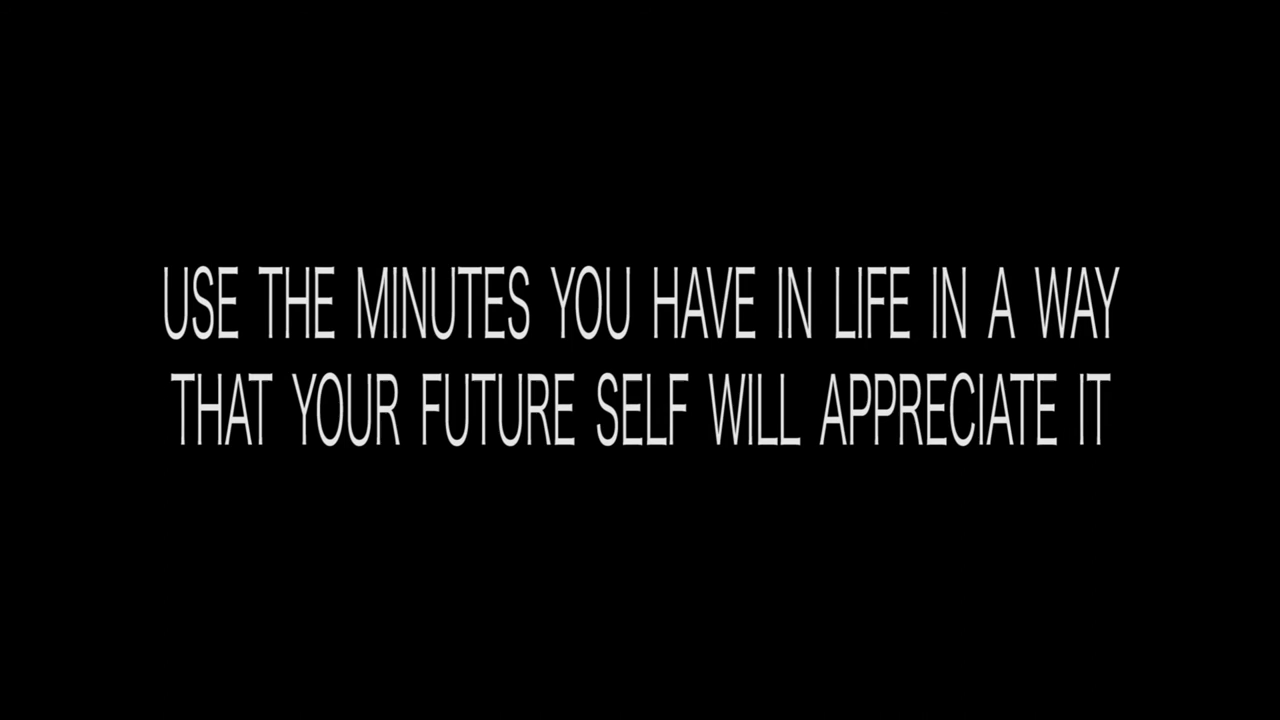 USE THE MINUTES YOU HAVE IN LIFE IN A WAY
THAT YOUR FUTURE SELF WILL APPRECIATE IT